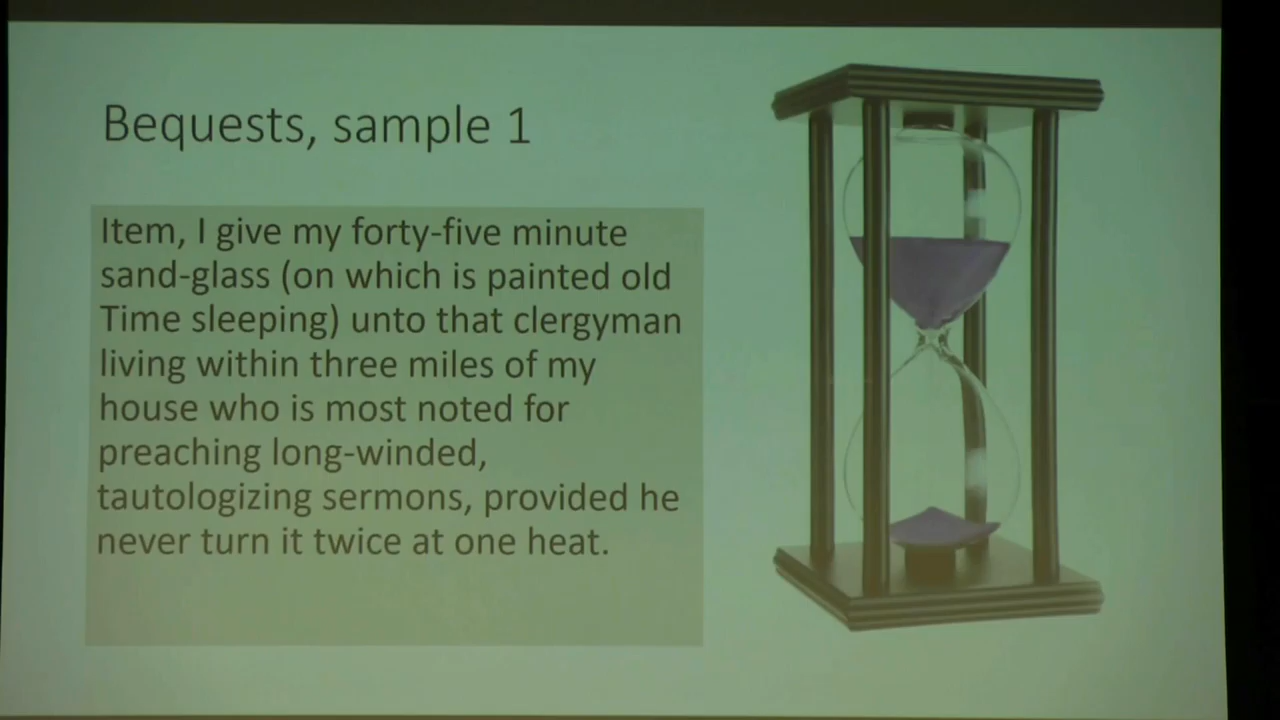 Bequests, sample 1
Item, I give my forty-five minute
sand-glass (on which is painted old
Time sleeping) unto that clergyman
living within three miles of my
house who is most noted for
preaching long-winded,
tautologizing sermons, provided he
never turn it twice at one heat.